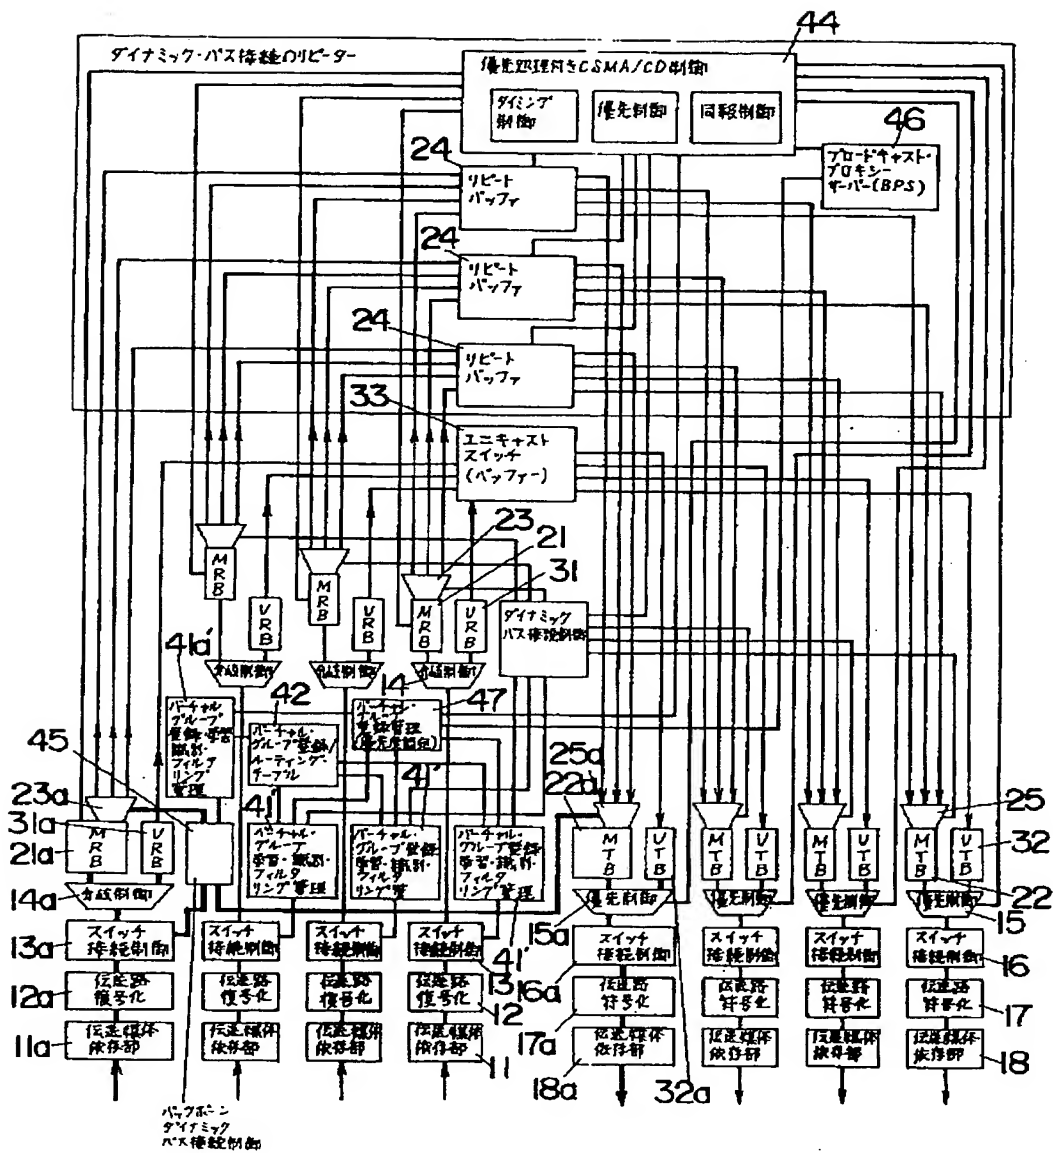 44
ダイナミック・パス接続のリピーター
優先処理付きCSMA/CD制御
タイミング
制御
優先制御
同報制御
46
ブロードキャスト・
プロキシー
サーバー(BPS)
24
リピート
バッファ
24
リピート
バッファ
24
リピート
バッファ
33
ユニキャスト
スイッチ
(バッファー)
23
21
31
MRB
MRB
MRB
URB
URB
URB
ダイナミック
パス接続制御
41a'
分岐制御
分岐制御
分岐制御
14
47
42
バーチャル
グループ
登録・学習
・識別・
フィルタ
リング
管理
バーチャル・
グループ登録/
ルーティング・
テーブル
バーチャル・
グループ
登録管理
(優先度付加)
45
23a
31a
21a
MRB
URB
14a
分岐制御
41'
41'
バーチャル・
グループ登録・
学習・識別・
フィルタ
リング管理
バーチャル・
グループ登録・
学習・識別・
フィルタ
リング管
バーチャル・
グループ登録・
学習・識別・
フィルタ
リング管理
41'
25a
22a
MTB
UTB
MTB
UTB
MTB
UTB
MTB
UTB
25
32
22
優先制御
優先制御
優先制御
優先制御
15a
15
13a
スイッチ
接続制御
スイッチ
接続制御
スイッチ
接続制御
スイッチ
接続制御
13
16a
スイッチ
接続制御
スイッチ
接続制御
スイッチ
接続制御
スイッチ
接続制御
16
12a
伝送路
復号化
伝送路
復号化
伝送路
復号化
伝送路
復号化
12
17a
伝送路
符号化
伝送路
符号化
伝送路
符号化
伝送路
符号化
17
11a
伝送媒体
依存部
伝送媒体
依存部
伝送媒体
依存部
伝送媒体
依存部
11
18a
伝送媒体
依存部
伝送媒体
依存部
伝送媒体
依存部
伝送媒体
依存部
18
32a
バックボーン
ダイナミック
パス接続制御